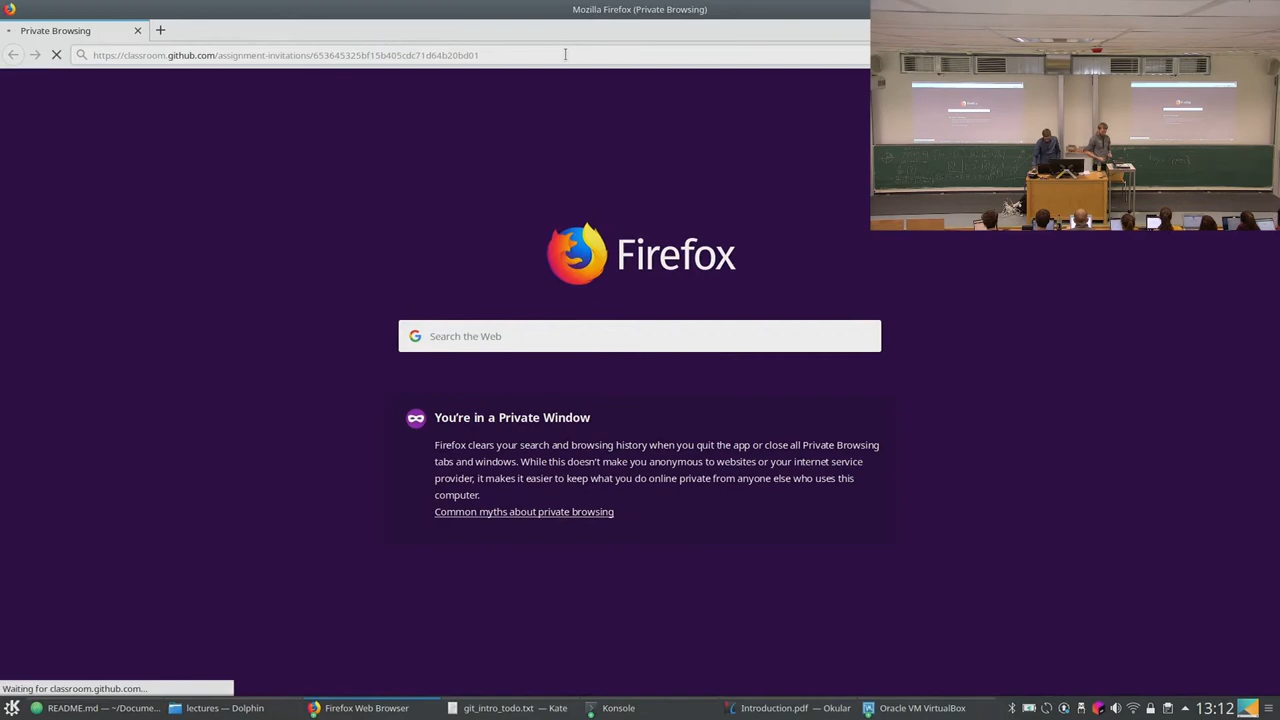 Mozilla Firefox (Private Browsing)
Private Browsing
https://classroom.github.com/assignment-invitations/653645325bf15b405cdc71d64b20bd01
Firefox
Search the Web
You're in a Private Window
Firefox clears your search and browsing history when you quit the app or close all Private Browsing
tabs and windows. While this doesn't make you anonymous to websites or your internet service
provider, it makes it easier to keep what you do online private from anyone else who uses this
computer.
Common myths about private browsing
Waiting for classroom.github.com...
README.md — ~/Docume...
lectures — Dolphin
Firefox Web Browser
git_intro_todo.txt — Kate
Konsole
Introduction.pdf — Okular
Oracle VM VirtualBox
13:12